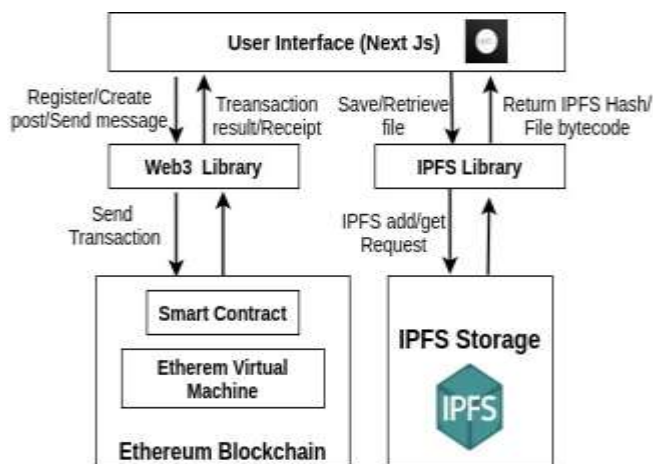 User Interface (Next Js)
Register/Create
post/Send message
Treansaction
result/Receipt
Save/Retrieve
file
Return IPFS Hash/
File bytecode
Web3 Library
IPFS Library
Send
Transaction
IPFS add/get
Request
Smart Contract
Etherem Virtual
Machine
Ethereum Blockchain
IPFS Storage
IPFS